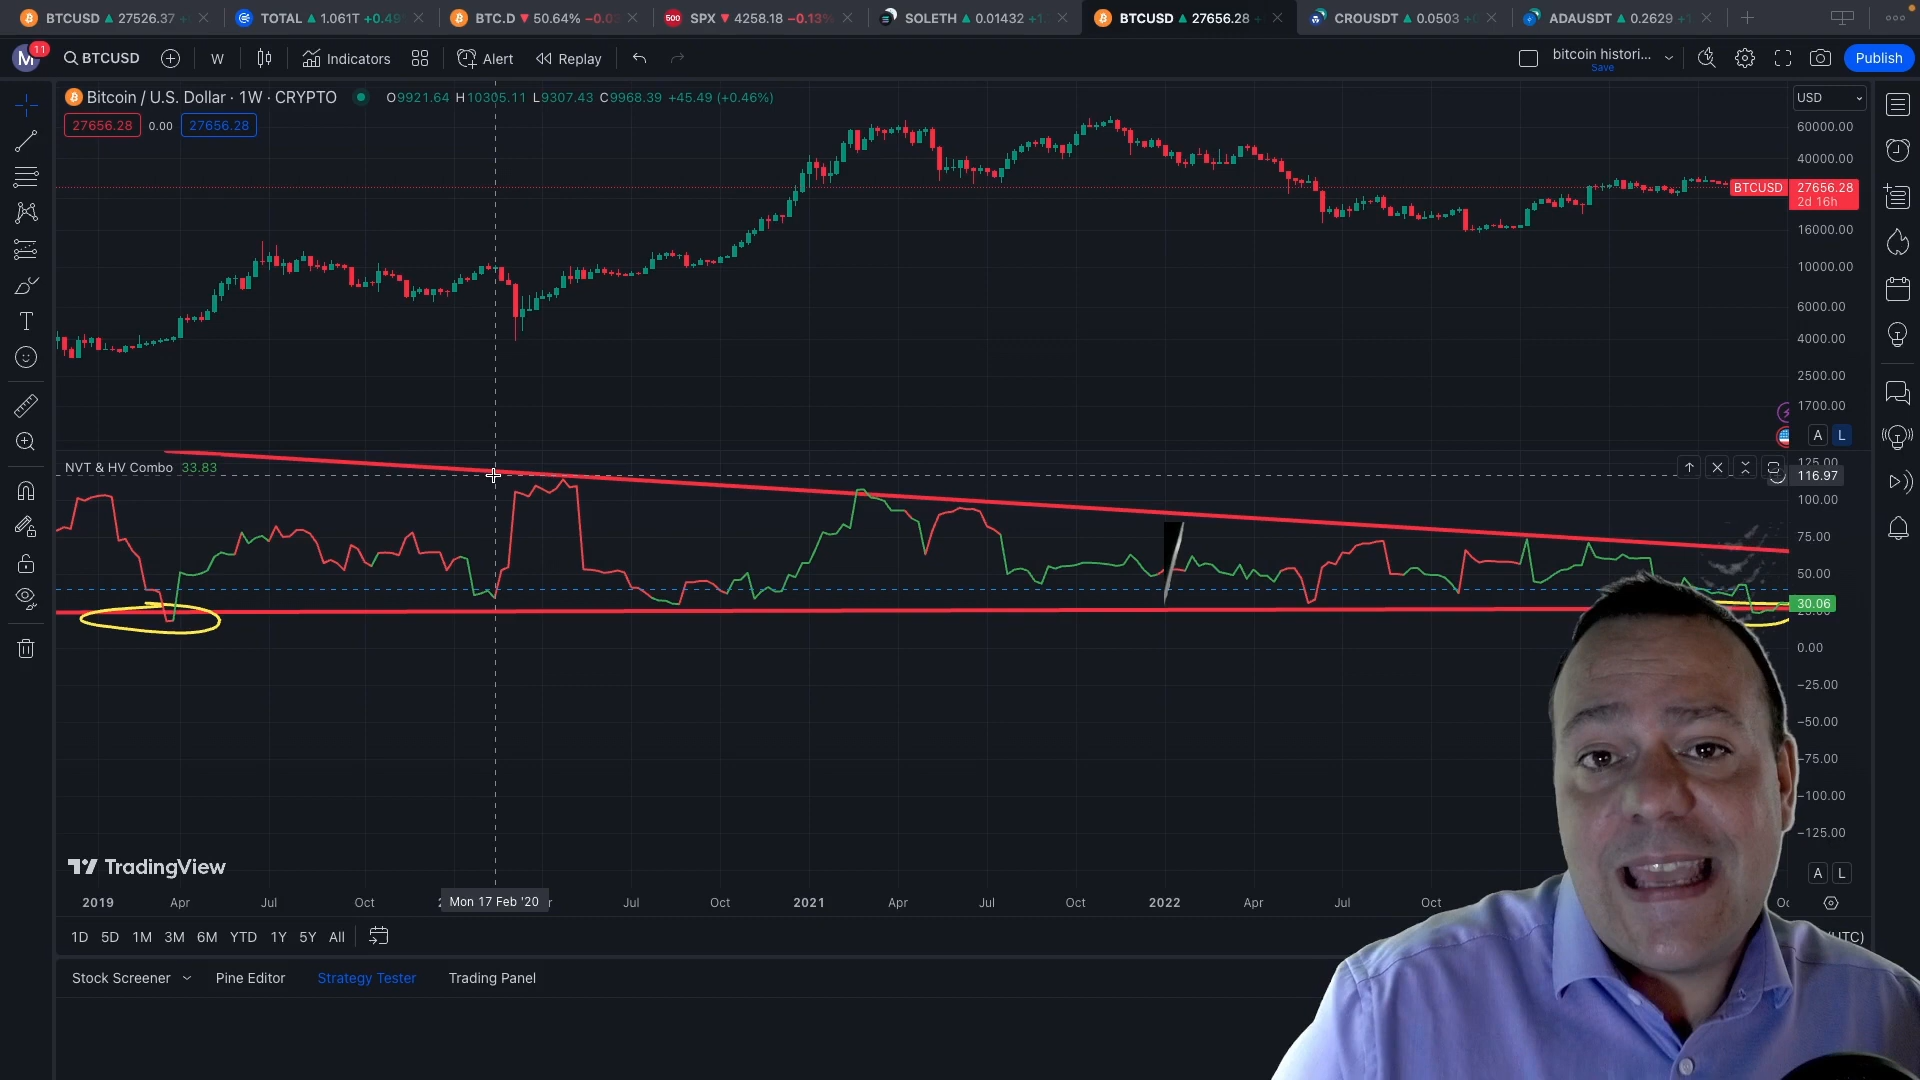 BTCUSD 27526.37
TOTAL 1.061T +0.49
BTC.D 50.64% −0.03
SPX 4258.18 −0.13%
SOLETH 0.01432 +1
BTCUSD 27656.28
CROUSDT 0.0503
ADAUSDT 0.2629
M 11 BTCUSD W Indicators Alert Replay bitcoin histori... Save Publish
Bitcoin / U.S. Dollar · 1W · CRYPTO O9921.64 H10305.11 L9307.43 C9968.39 +45.49 (+0.46%)
27656.28 0.00 27656.28
USD
60000.00
40000.00
BTCUSD 27656.28
2d 16h
16000.00
10000.00
6000.00
4000.00
2500.00
1700.00
A L
NVT & HV Combo 33.83
125.00
116.97
100.00
75.00
50.00
30.06
25.00
0.00
−25.00
−50.00
−75.00
−100.00
−125.00
TradingView
A L
2019 Apr Jul Oct Mon 17 Feb '20 Jul Oct 2021 Apr Jul Oct 2022 Apr Jul Oct
1D 5D 1M 3M 6M YTD 1Y 5Y All
Stock Screener Pine Editor Strategy Tester Trading Panel